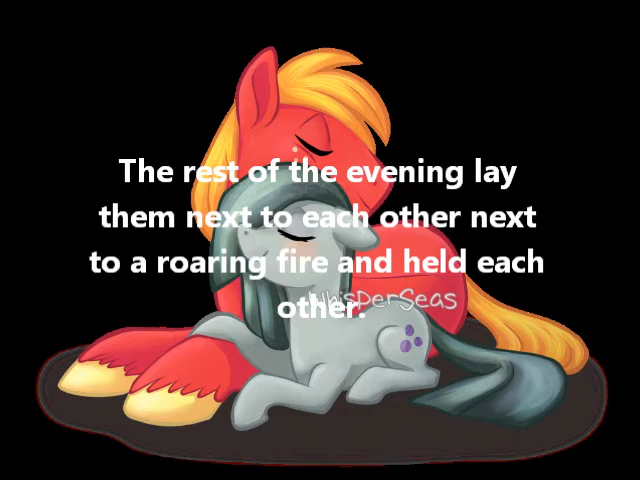 The rest of the evening lay
them next to each other next
to a roaring fire and held each
other.
WhisperSeas